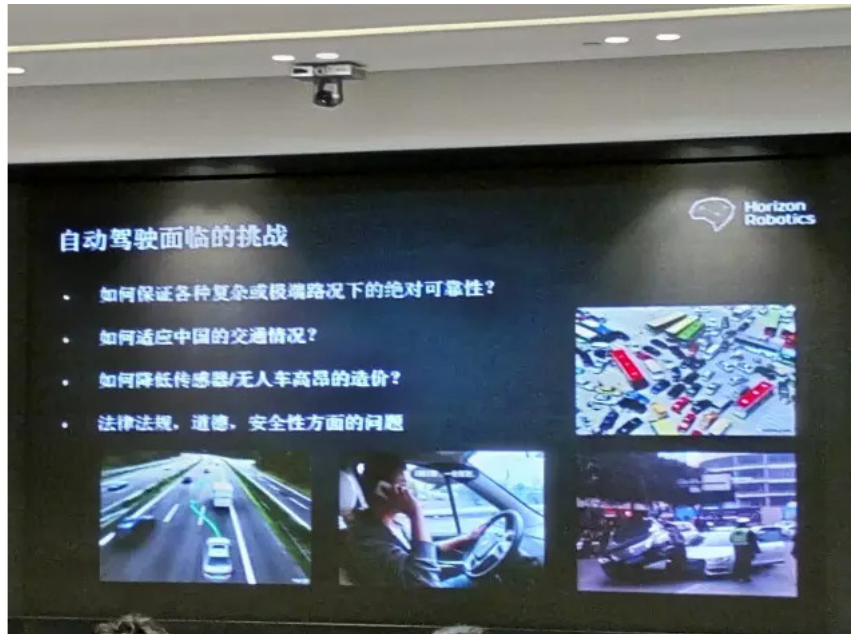 Horizon
Robotics
自动驾驶面临的挑战
• 如何保证各种复杂或极端路况下的绝对可靠性？
• 如何适应中国的交通情况？
• 如何降低传感器/无人车高昂的造价？
• 法律法规，道德，安全性方面的问题